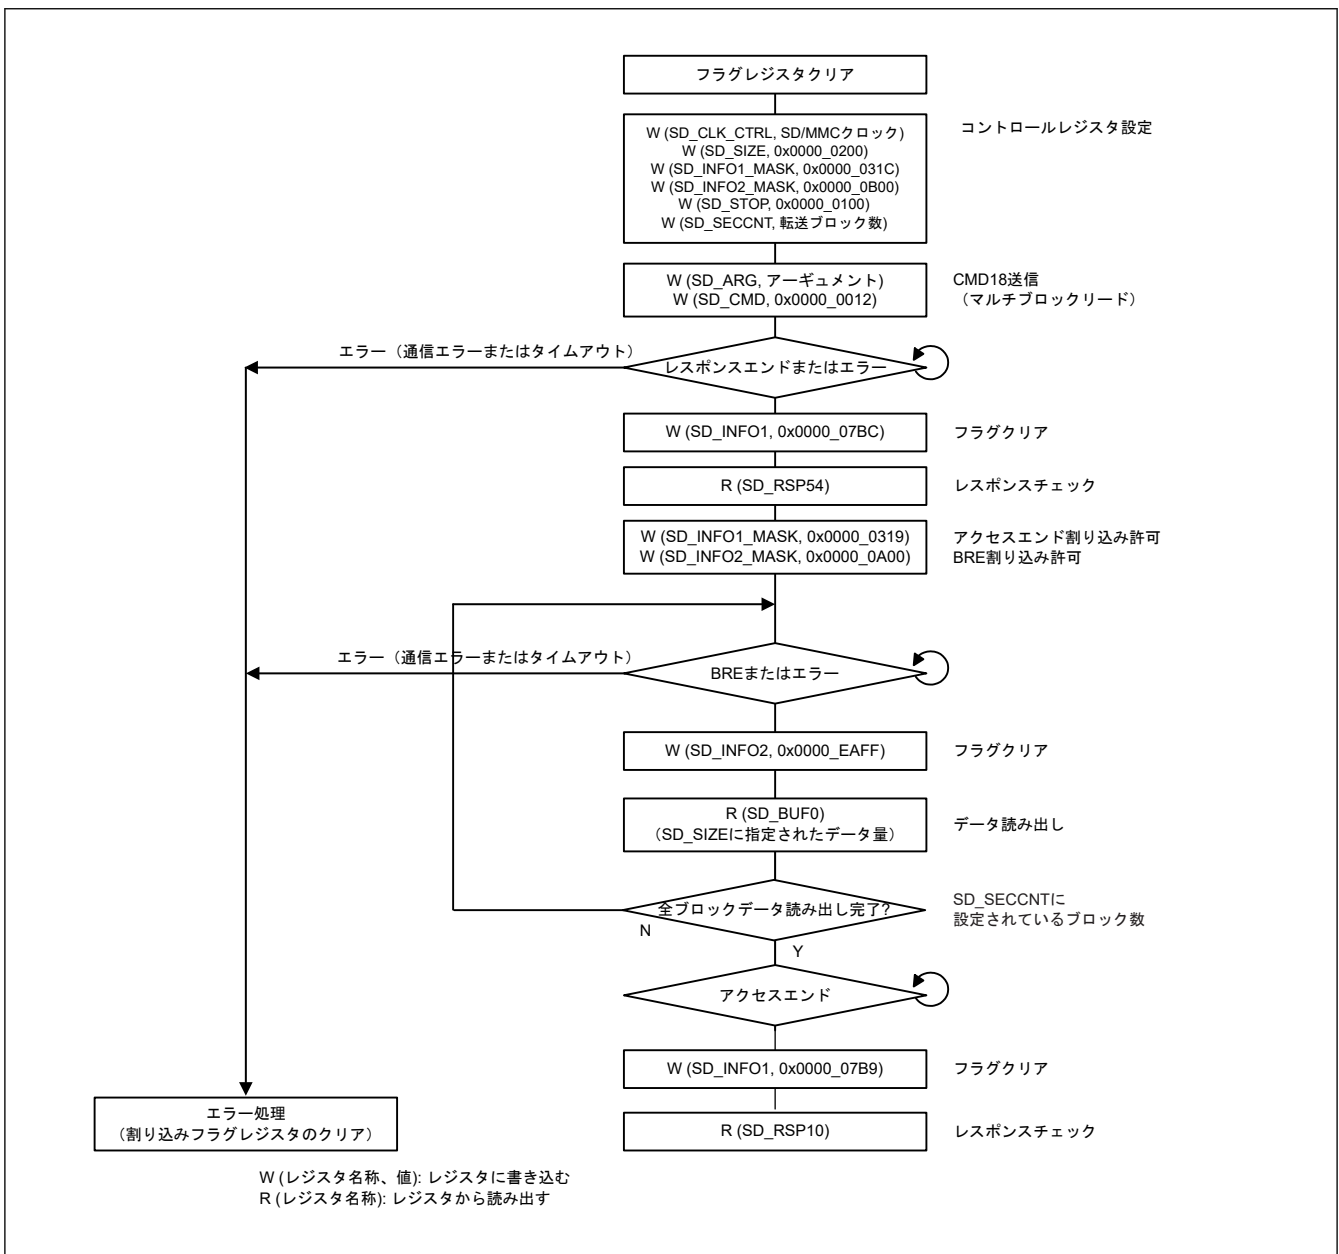 フラグレジスタクリア
W (SD_CLK_CTRL, SD/MMCクロック)
W (SD_SIZE, 0x0000_0200)
W (SD_INFO1_MASK, 0x0000_031C)
W (SD_INFO2_MASK, 0x0000_0B00)
W (SD_STOP, 0x0000_0100)
W (SD_SECCNT, 転送ブロック数)
コントロールレジスタ設定
W (SD_ARG, アーギュメント)
W (SD_CMD, 0x0000_0012)
CMD18送信
（マルチブロックリード）
エラー（通信エラーまたはタイムアウト）
レスポンスエンドまたはエラー
W (SD_INFO1, 0x0000_07BC)
フラグクリア
R (SD_RSP54)
レスポンスチェック
W (SD_INFO1_MASK, 0x0000_0319)
W (SD_INFO2_MASK, 0x0000_0A00)
アクセスエンド割り込み許可
BRE割り込み許可
エラー（通信エラーまたはタイムアウト）
BREまたはエラー
W (SD_INFO2, 0x0000_EAFF)
フラグクリア
R (SD_BUF0)
（SD_SIZEに指定されたデータ量）
データ読み出し
全ブロックデータ読み出し完了?
SD_SECCNTに
設定されているブロック数
N
Y
アクセスエンド
W (SD_INFO1, 0x0000_07B9)
フラグクリア
エラー処理
（割り込みフラグレジスタのクリア）
R (SD_RSP10)
レスポンスチェック
W (レジスタ名称、値): レジスタに書き込む
R (レジスタ名称): レジスタから読み出す